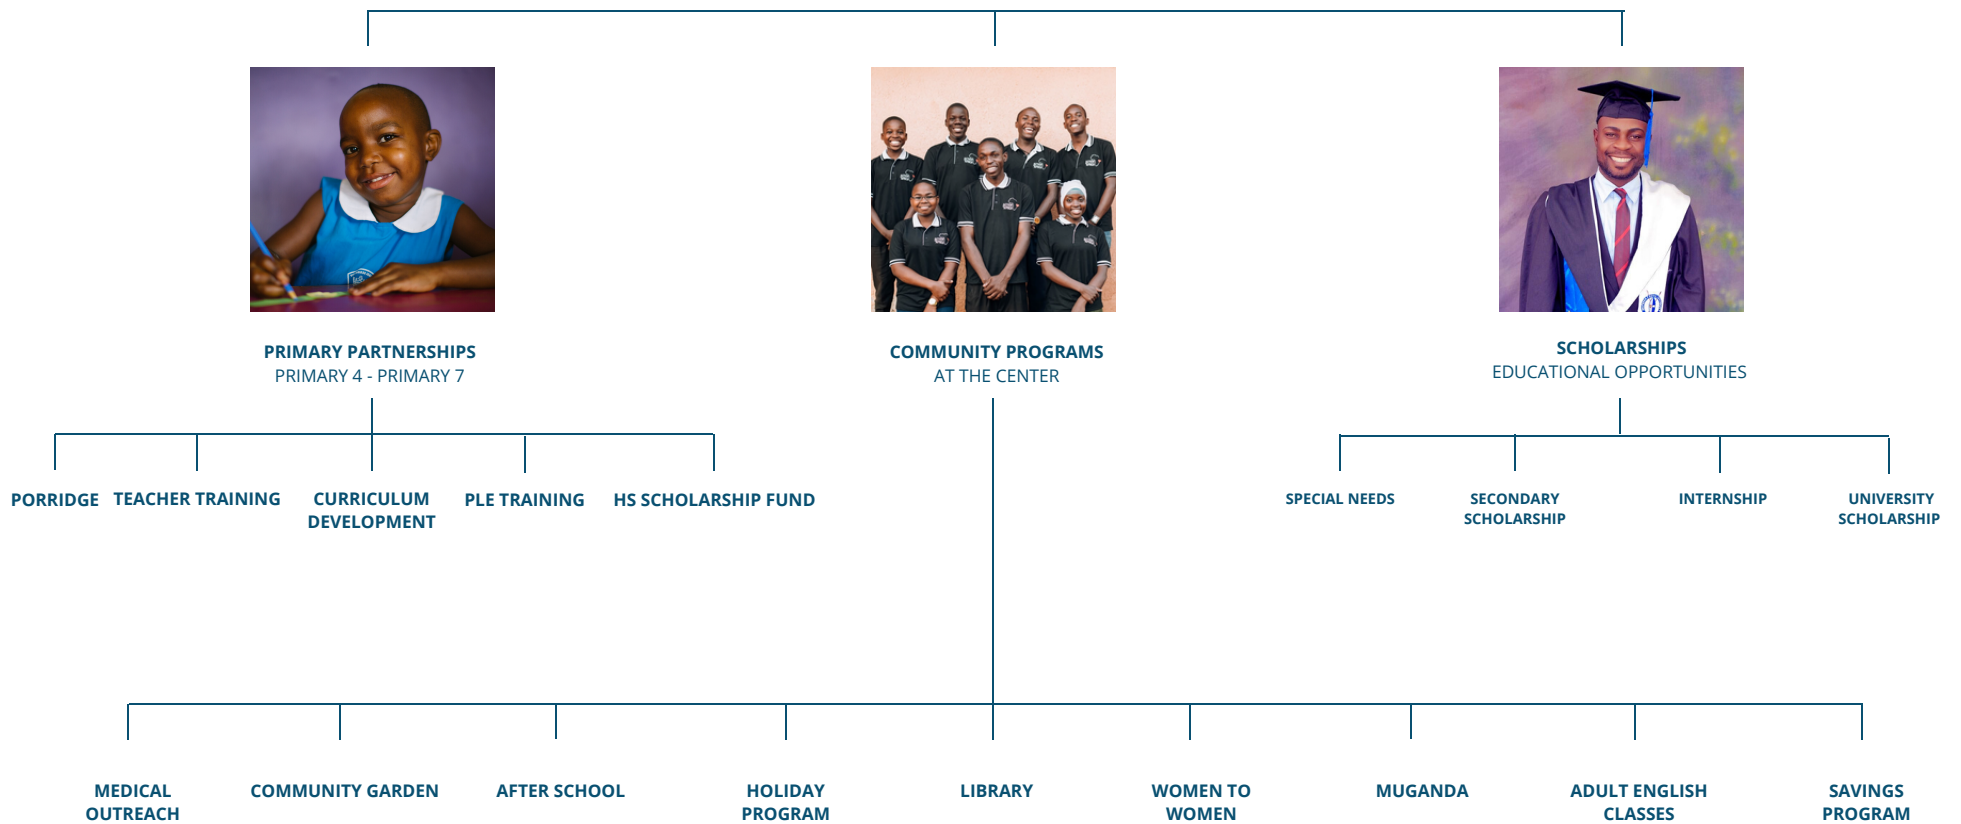 PRIMARY PARTNERSHIPS
PRIMARY 4 - PRIMARY 7
COMMUNITY PROGRAMS
AT THE CENTER
SCHOLARSHIPS
EDUCATIONAL OPPORTUNITIES
PORRIDGE
TEACHER TRAINING
CURRICULUM
DEVELOPMENT
PLE TRAINING
HS SCHOLARSHIP FUND
SPECIAL NEEDS
SECONDARY
SCHOLARSHIP
INTERNSHIP
UNIVERSITY
SCHOLARSHIP
MEDICAL
OUTREACH
COMMUNITY GARDEN
AFTER SCHOOL
HOLIDAY
PROGRAM
LIBRARY
WOMEN TO
WOMEN
MUGANDA
ADULT ENGLISH
CLASSES
SAVINGS
PROGRAM